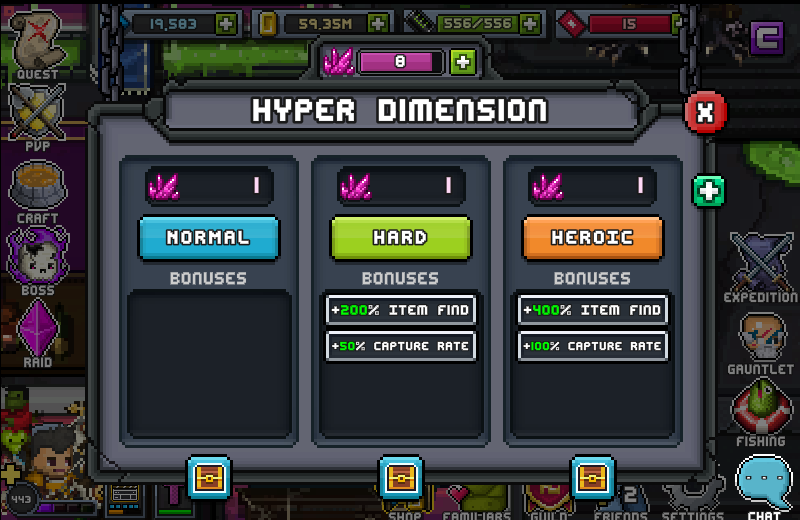 19,583
59.35M
556/556
15
8
QUEST
HYPER DIMENSION
X
PVP
1
1
1
CRAFT
NORMAL
HARD
HEROIC
BONUSES
BONUSES
BONUSES
BOSS
EXPEDITION
+200% ITEM FIND
+400% ITEM FIND
+50% CAPTURE RATE
+100% CAPTURE RATE
RAID
GAUNTLET
FISHING
443
2
SHOP
FAMILIARS
GUILD
FRIENDS
SETTINGS
CHAT